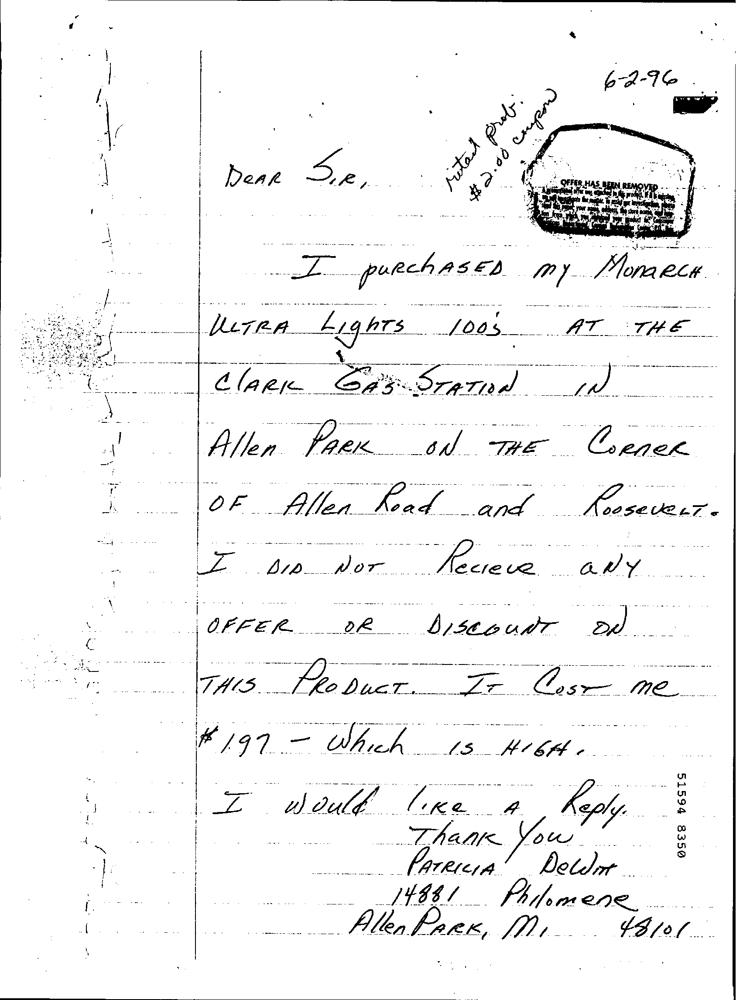 6-2-96
retail prob.
$2.00 coupon
OFFER HAS BEEN REMOVED
DEAR SIR,
I purchased my Monarch
Ultra Lights 100's AT THE
Clark Gas Station IN
Allen Park on the Corner
OF Allen Road and Roosevelt.
I DID NOT Recieve any
OFFER OR DISCOUNT ON
THIS PRODUCT. It Cost me
$1.97 - Which is HIGH.
I would like A Reply.
Thank You
Patricia DeWitt
14881 Philomene
Allen Park, Mi 48101
51594 8350